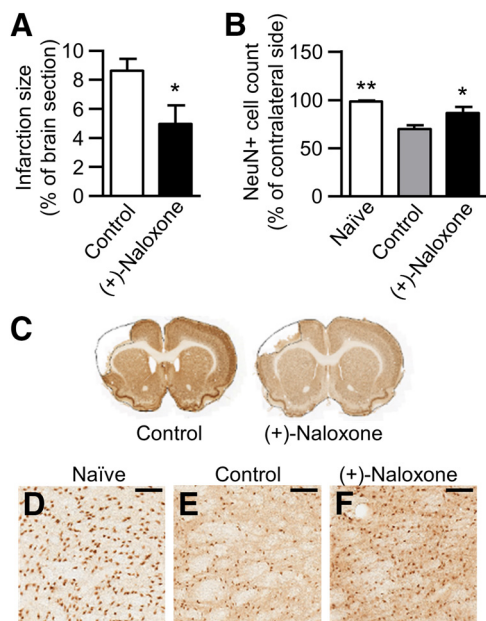 A
Infarction size
(% of brain section)
10
8
6
4
2
0
*
Control
(+)-Naloxone
B
NeuN+ cell count
(% of contralateral side)
150
100
50
0
**
*
Naïve
Control
(+)-Naloxone
C
Control
(+)-Naloxone
Naïve
Control
(+)-Naloxone
D
E
F